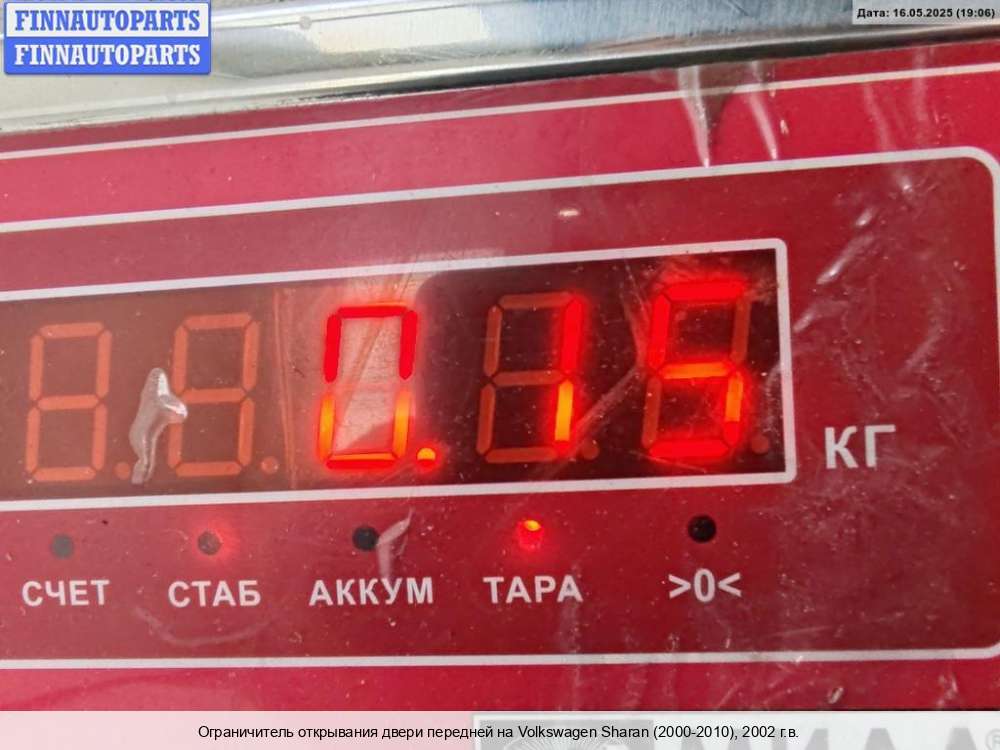 FINNAUTOPARTS
FINNAUTOPARTS
Дата: 16.05.2025 (19:06)
0.15
КГ
СЧЕТ СТАБ АККУМ ТАРА >0<
Ограничитель открывания двери передней на Volkswagen Sharan (2000-2010), 2002 г.в.